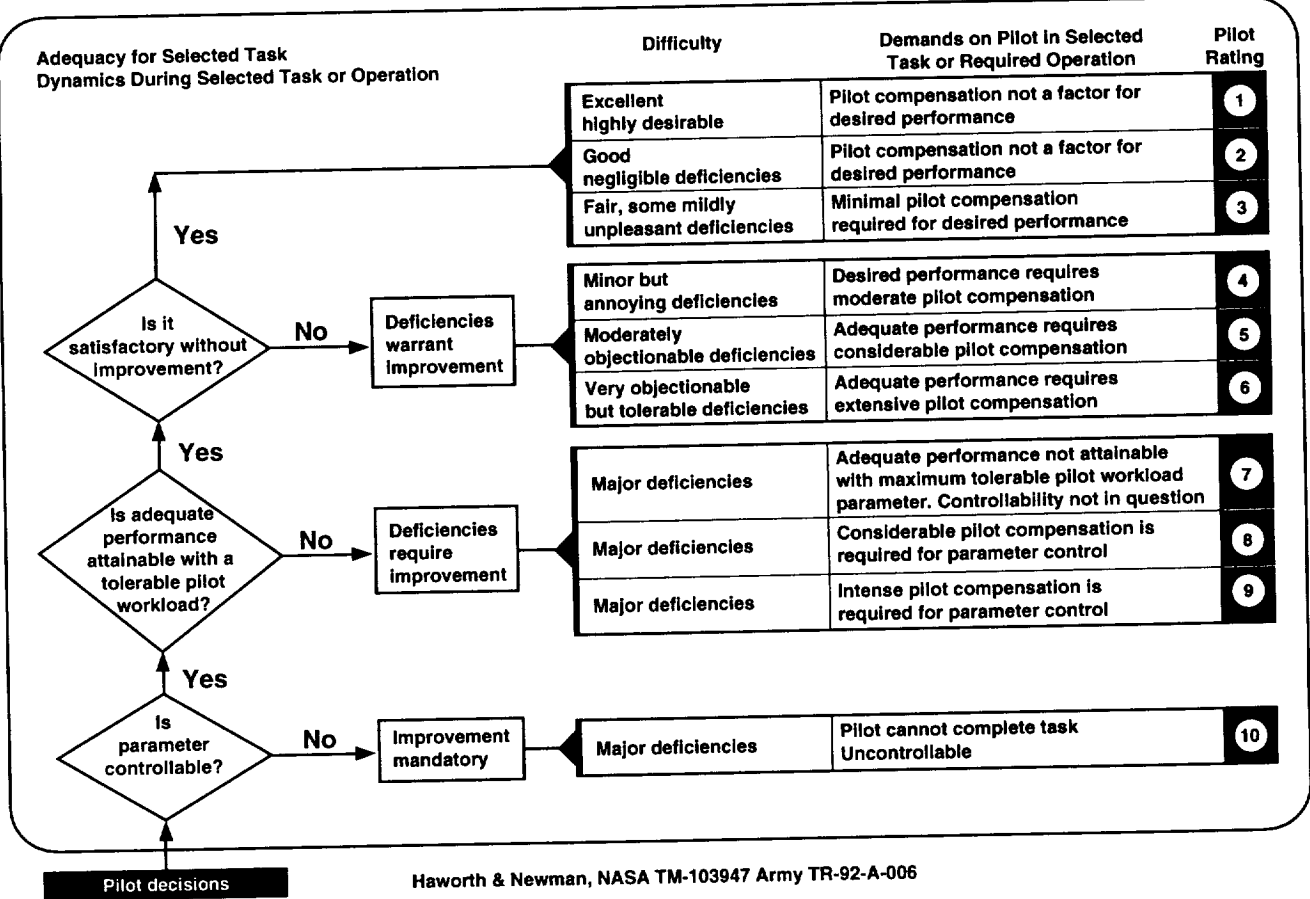 Adequacy for Selected Task
Dynamics During Selected Task or Operation
Difficulty
Demands on Pilot in Selected
Task or Required Operation
Pilot
Rating
Excellent
highly desirable
Pilot compensation not a factor for
desired performance
1
Good
negligible deficiencies
Pilot compensation not a factor for
desired performance
2
Fair, some mildly
unpleasant deficiencies
Minimal pilot compensation
required for desired performance
3
Yes
Is it
satisfactory without
improvement?
No
Deficiencies
warrant
improvement
Minor but
annoying deficiencies
Desired performance requires
moderate pilot compensation
4
Moderately
objectionable deficiencies
Adequate performance requires
considerable pilot compensation
5
Very objectionable
but tolerable deficiencies
Adequate performance requires
extensive pilot compensation
6
Yes
Is adequate
performance
attainable with a
tolerable pilot
workload?
No
Deficiencies
require
improvement
Major deficiencies
Adequate performance not attainable
with maximum tolerable pilot workload
parameter. Controllability not in question
7
Major deficiencies
Considerable pilot compensation is
required for parameter control
8
Major deficiencies
Intense pilot compensation is
required for parameter control
9
Yes
Is
parameter
controllable?
No
Improvement
mandatory
Major deficiencies
Pilot cannot complete task
Uncontrollable
10
Pilot decisions
Haworth & Newman, NASA TM-103947 Army TR-92-A-006